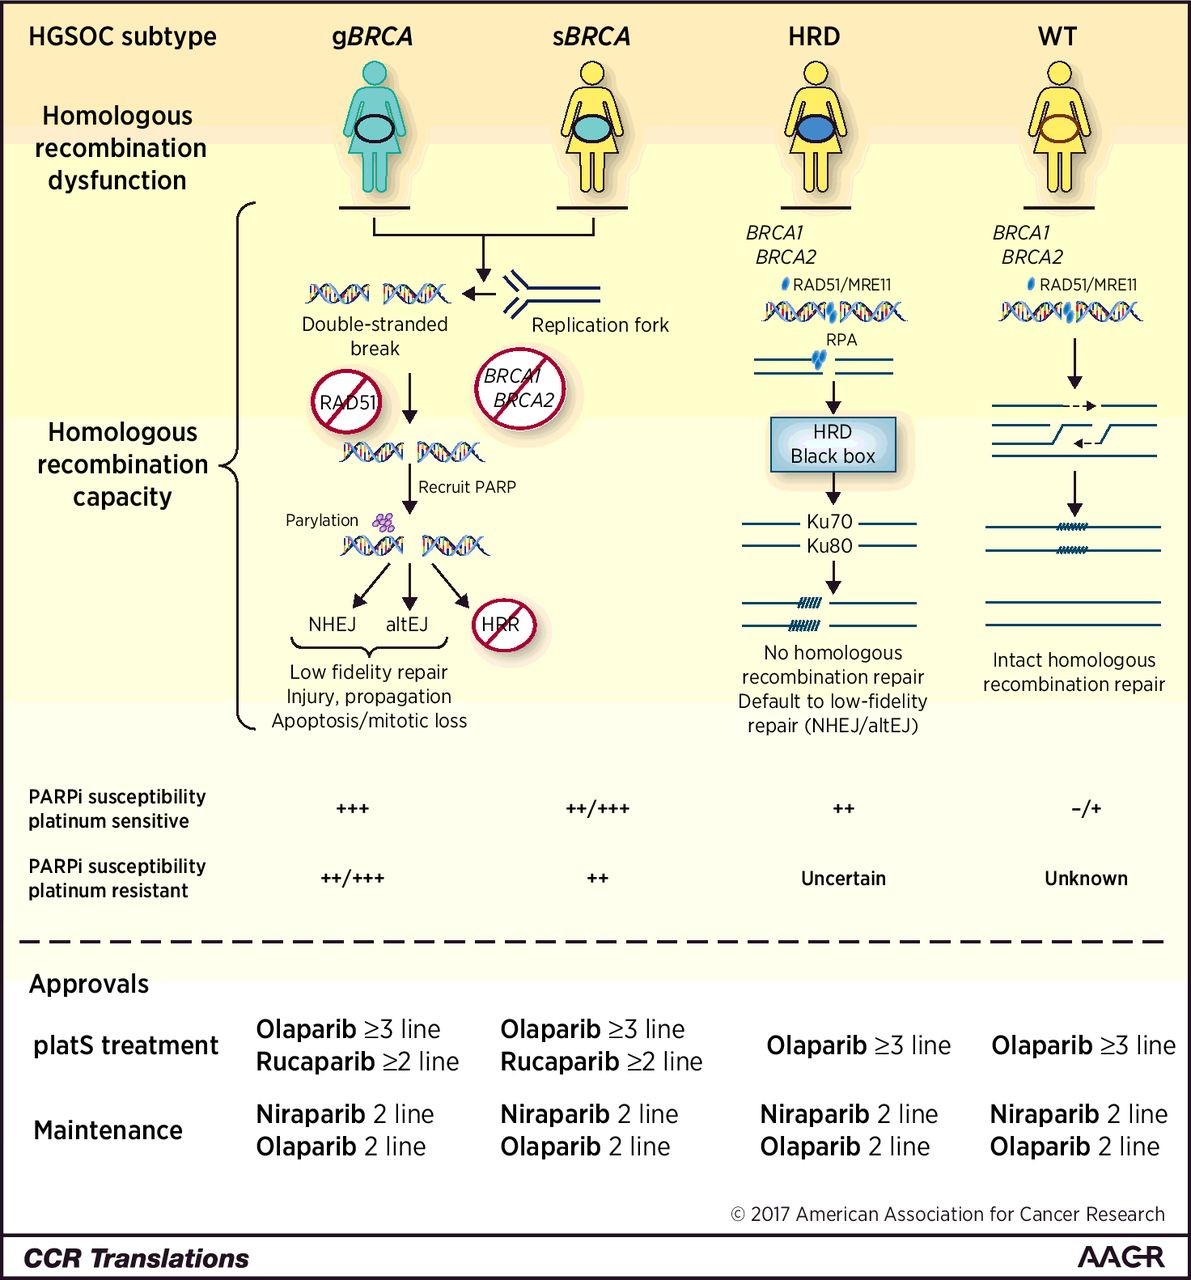 HGSOC subtype
gBRCA
sBRCA
HRD
WT
Homologous
recombination
dysfunction
Homologous
recombination
capacity
Double-stranded
break
Replication fork
RAD51
BRCA1
BRCA2
Recruit PARP
Parylation
NHEJ
altEJ
HRR
Low fidelity repair
Injury, propagation
Apoptosis/mitotic loss
BRCA1
BRCA2
RAD51/MRE11
RPA
HRD
Black box
Ku70
Ku80
No homologous
recombination repair
Default to low-fidelity
repair (NHEJ/altEJ)
BRCA1
BRCA2
RAD51/MRE11
Intact homologous
recombination repair
PARPi susceptibility
platinum sensitive
+++
++/+++
++
–/+
PARPi susceptibility
platinum resistant
++/+++
++
Uncertain
Unknown
Approvals
platS treatment
Olaparib ≥3 line
Rucaparib ≥2 line
Olaparib ≥3 line
Rucaparib ≥2 line
Olaparib ≥3 line
Olaparib ≥3 line
Maintenance
Niraparib 2 line
Olaparib 2 line
Niraparib 2 line
Olaparib 2 line
Niraparib 2 line
Olaparib 2 line
Niraparib 2 line
Olaparib 2 line
© 2017 American Association for Cancer Research
CCR Translations
AACR